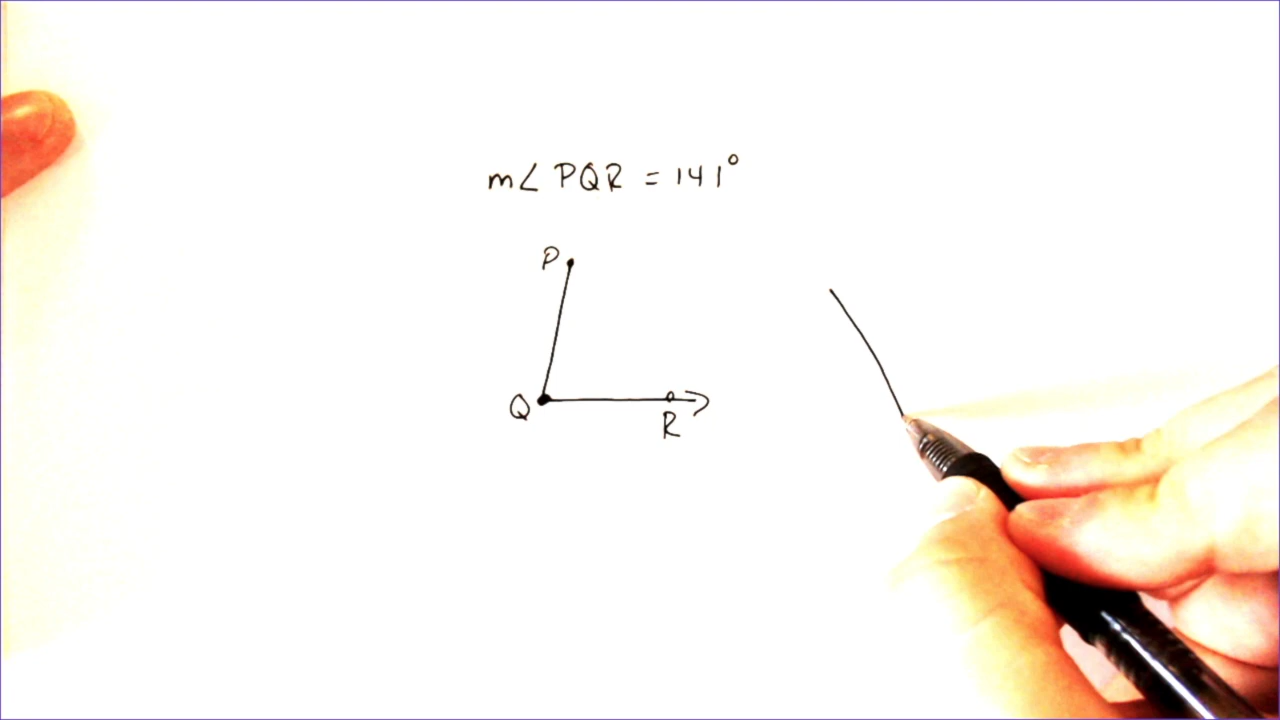 m∠ PQR = 141°
P
Q
R